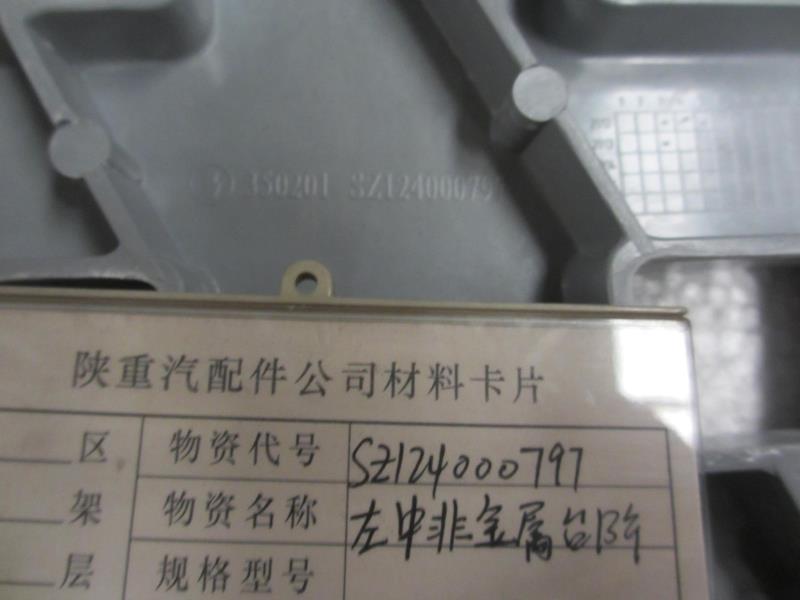 350201 SZ12400079
陕重汽配件公司材料卡片
区 物资代号 SZ124000797
架 物资名称 左中非金属台阶
层 规格型号